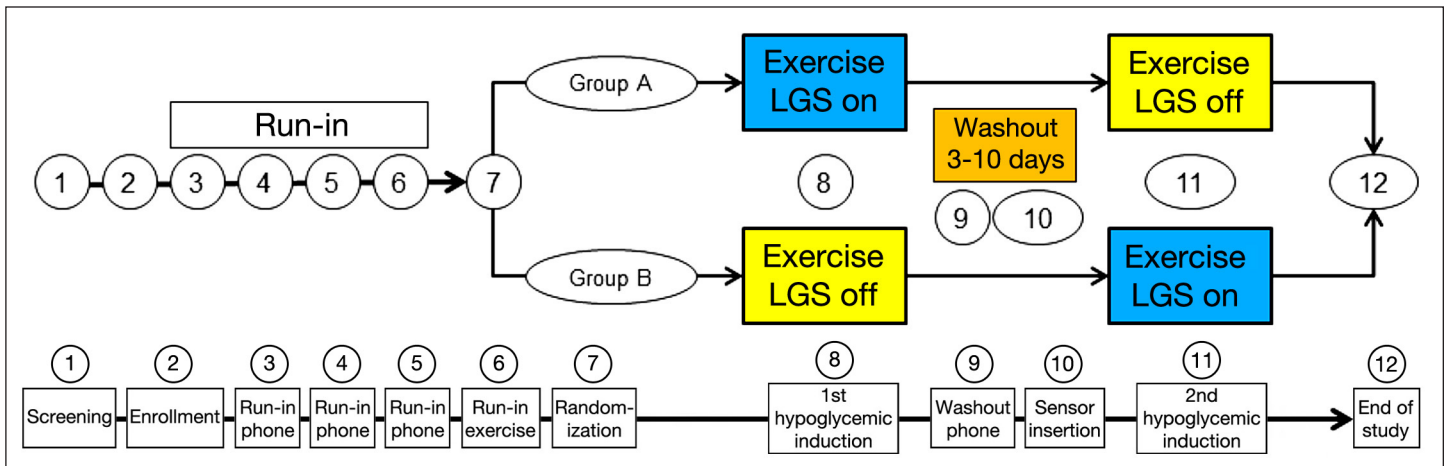 Run-in
1
2
3
4
5
6
7
Group A
Exercise
LGS on
Exercise
LGS off
8
Washout
3-10 days
9
10
11
12
Group B
Exercise
LGS off
Exercise
LGS on
1
2
3
4
5
6
7
8
9
10
11
12
Screening
Enrollment
Run-in
phone
Run-in
phone
Run-in
phone
Run-in
exercise
Random-
ization
1st
hypoglycemic
induction
Washout
phone
Sensor
insertion
2nd
hypoglycemic
induction
End of
study